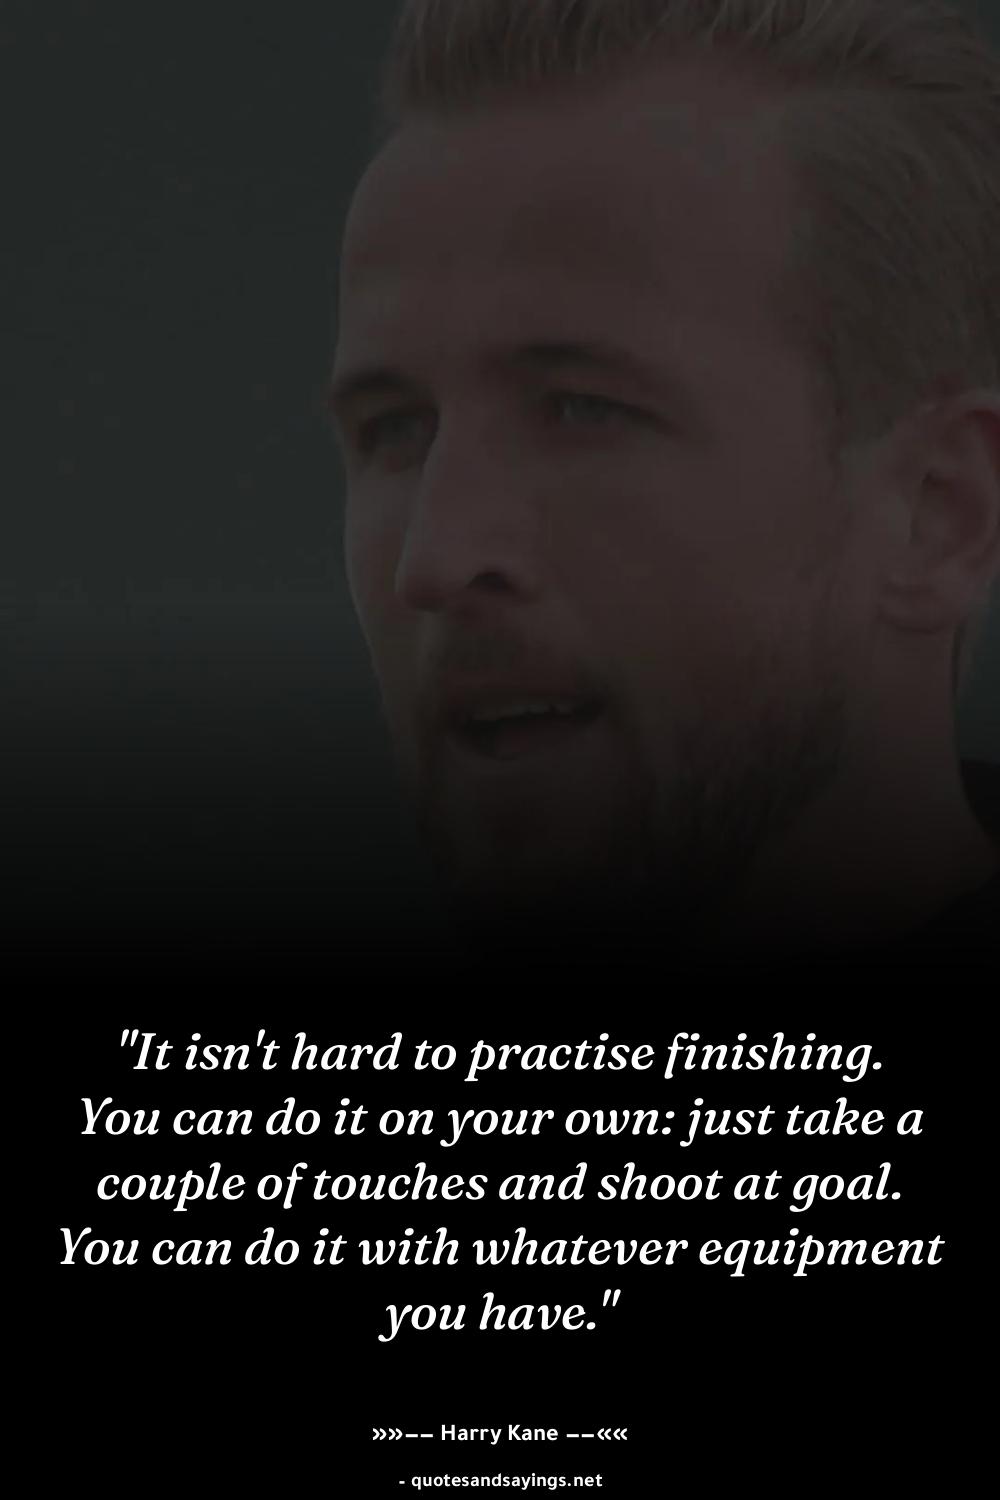 "It isn't hard to practise finishing.
You can do it on your own: just take a
couple of touches and shoot at goal.
You can do it with whatever equipment
you have."
»»–– Harry Kane ––««
- quotesandsayings.net